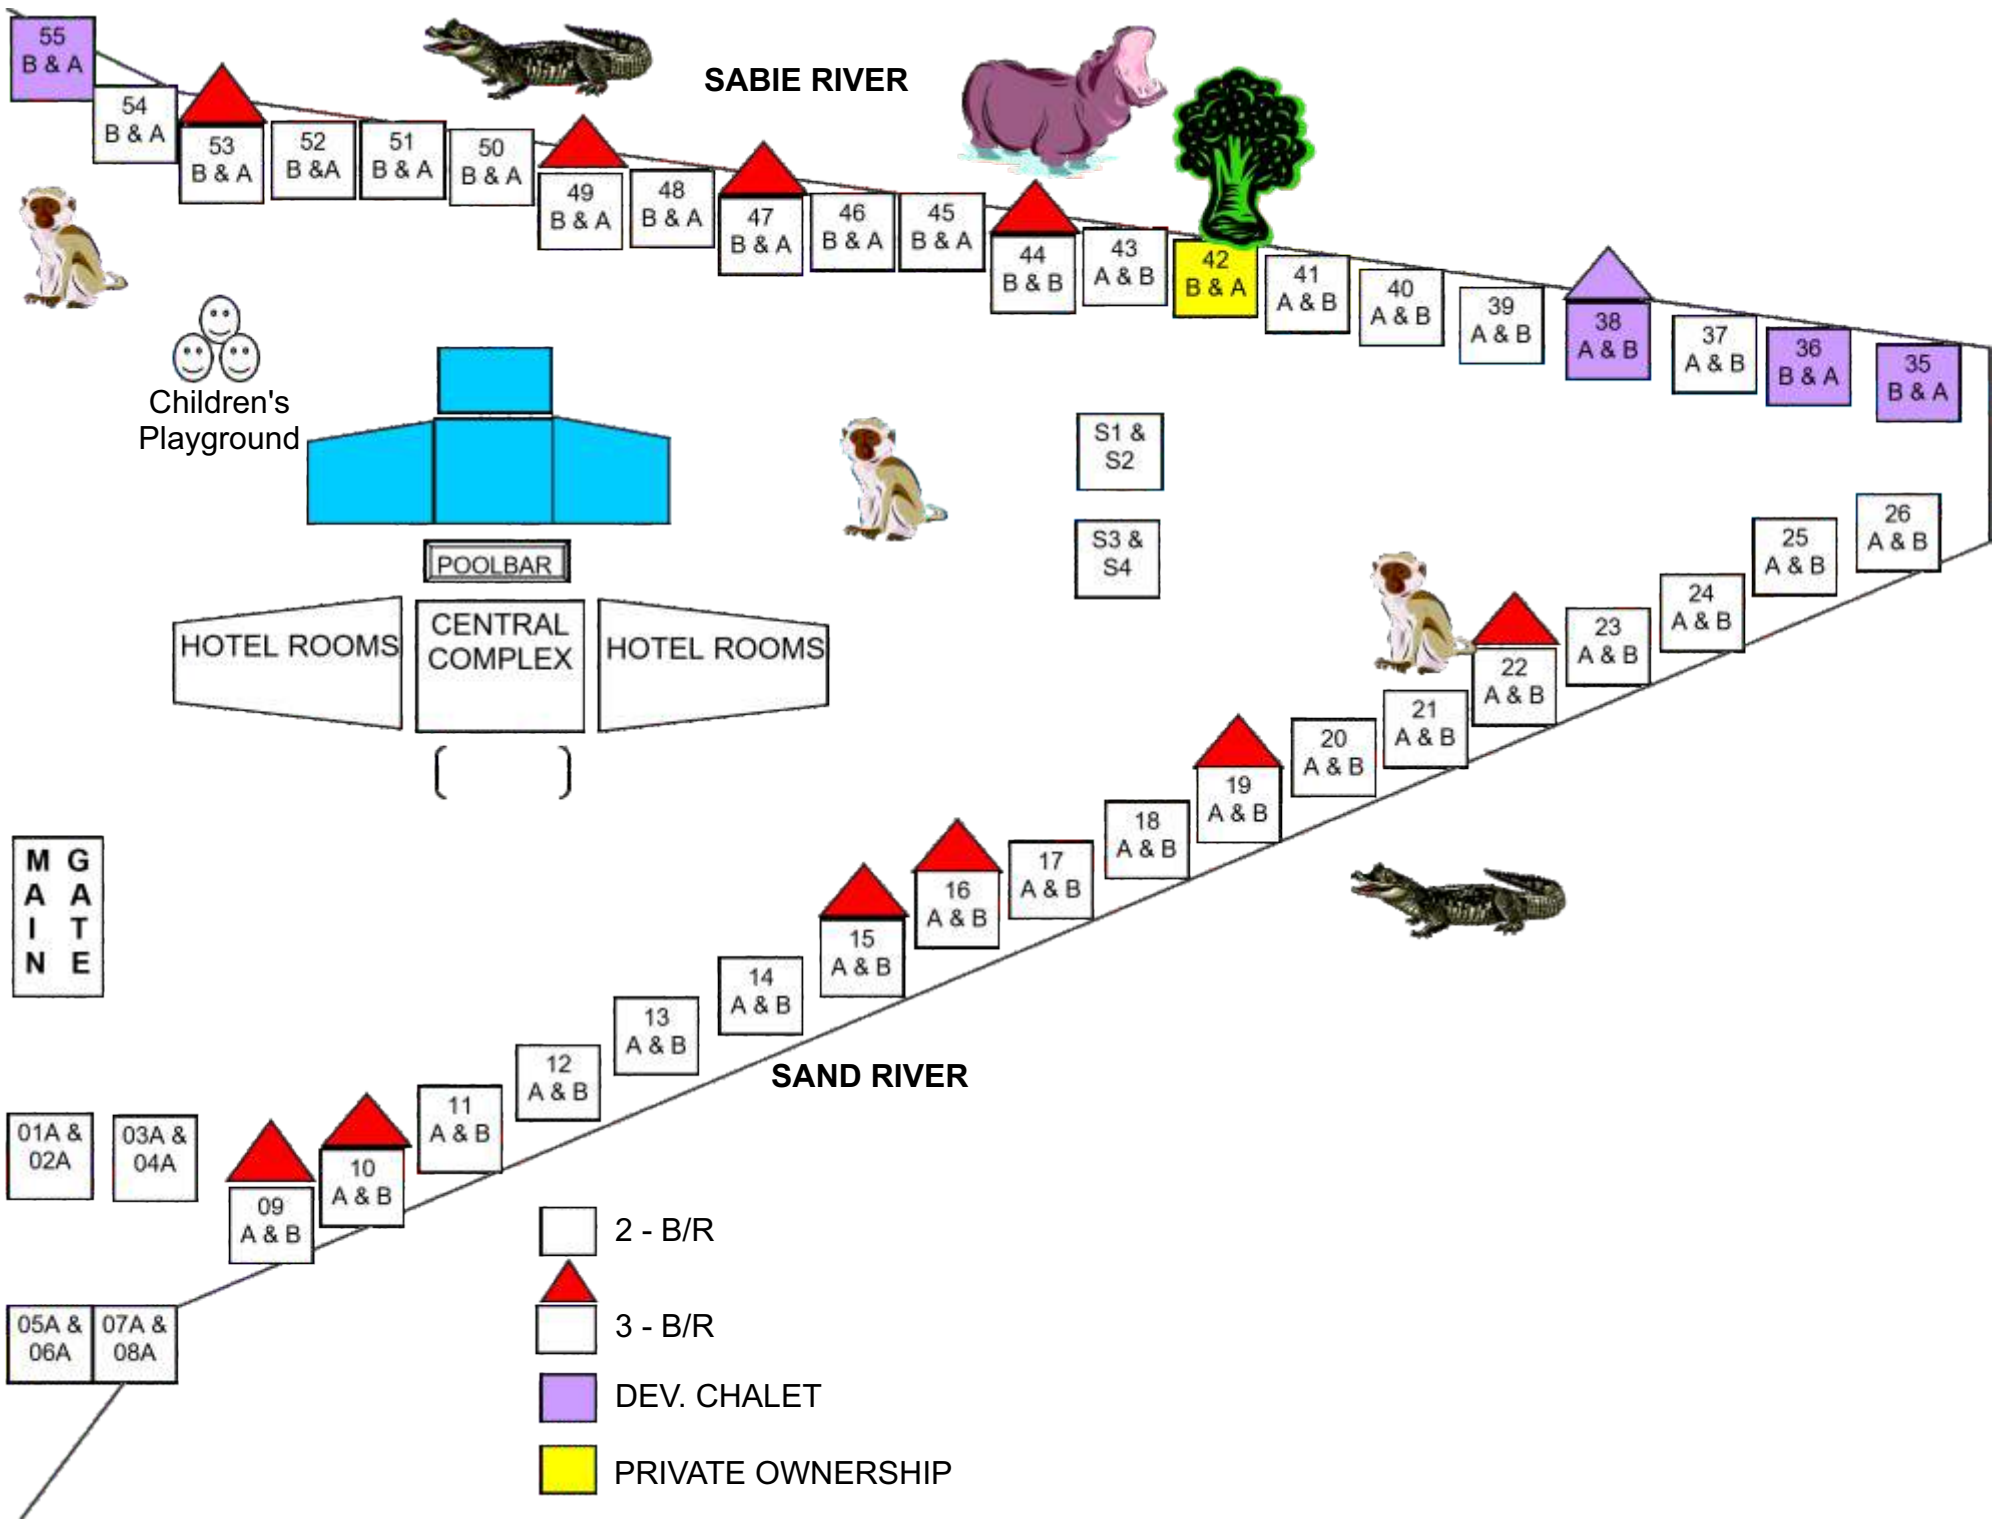 55
B & A
54
B & A
53
B & A
52
B &A
51
B & A
50
B & A
49
B & A
48
B & A
47
B & A
46
B & A
45
B & A
44
B & B
43
A & B
42
B & A
41
A & B
40
A & B
39
A & B
38
A & B
37
A & B
36
B & A
35
B & A
SABIE RIVER
Children's
Playground
POOLBAR
HOTEL ROOMS
CENTRAL
COMPLEX
HOTEL ROOMS
S1 &
S2
S3 &
S4
26
A & B
25
A & B
24
A & B
23
A & B
22
A & B
21
A & B
20
A & B
19
A & B
18
A & B
17
A & B
16
A & B
15
A & B
14
A & B
13
A & B
12
A & B
11
A & B
10
A & B
09
A & B
MAIN
GATE
SAND RIVER
01A &
02A
03A &
04A
05A &
06A
07A &
08A
2 - B/R
3 - B/R
DEV. CHALET
PRIVATE OWNERSHIP